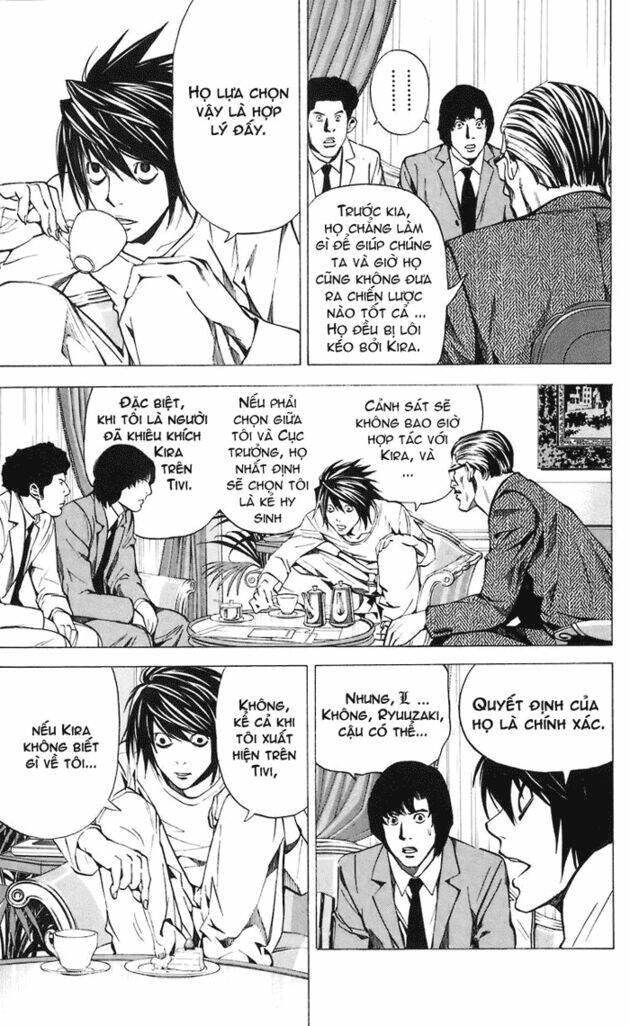 ......
Trước kia,
họ chẳng làm
gì để giúp chúng
ta và giờ họ
cũng không đưa
ra chiến lược
nào tốt cả ...
Họ đều bị lôi
kéo bởi Kira.
Họ lựa chọn
vậy là hợp
lý đấy.
Cảnh sát sẽ
không bao giờ
hợp tác với
Kira, và
...
Nếu phải
chọn giữa
tôi và Cục
trưởng, họ
nhất định
sẽ chọn tôi
là kẻ hy
sinh
Đặc biệt,
khi tôi là người
đã khiêu khích
Kira
trên
Tivi.
Quyết định của
họ là chính xác.
Nhưng, L ...
Không, Ryuuzaki,
cậu có thể...
Không,
kể cả khi
tôi xuất
hiện trên
Tivi,
nếu Kira
không biết
gì về tôi...